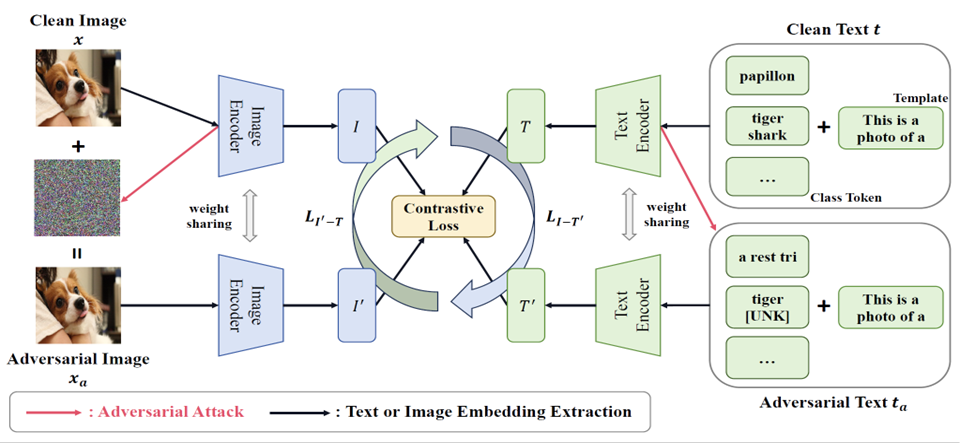 Clean Image
x
+
=
Adversarial Image
xₐ
Image
Encoder
weight
sharing
Image
Encoder
I
I′
L_{I′−T}
Contrastive
Loss
L_{I−T′}
T
T′
Text
Encoder
weight
sharing
Text
Encoder
Clean Text t
papillon
tiger
shark
...
+
Template
This is a
photo of a
Class Token
a rest tri
tiger
[UNK]
...
+
This is a
photo of a
Adversarial Text tₐ
: Adversarial Attack
: Text or Image Embedding Extraction